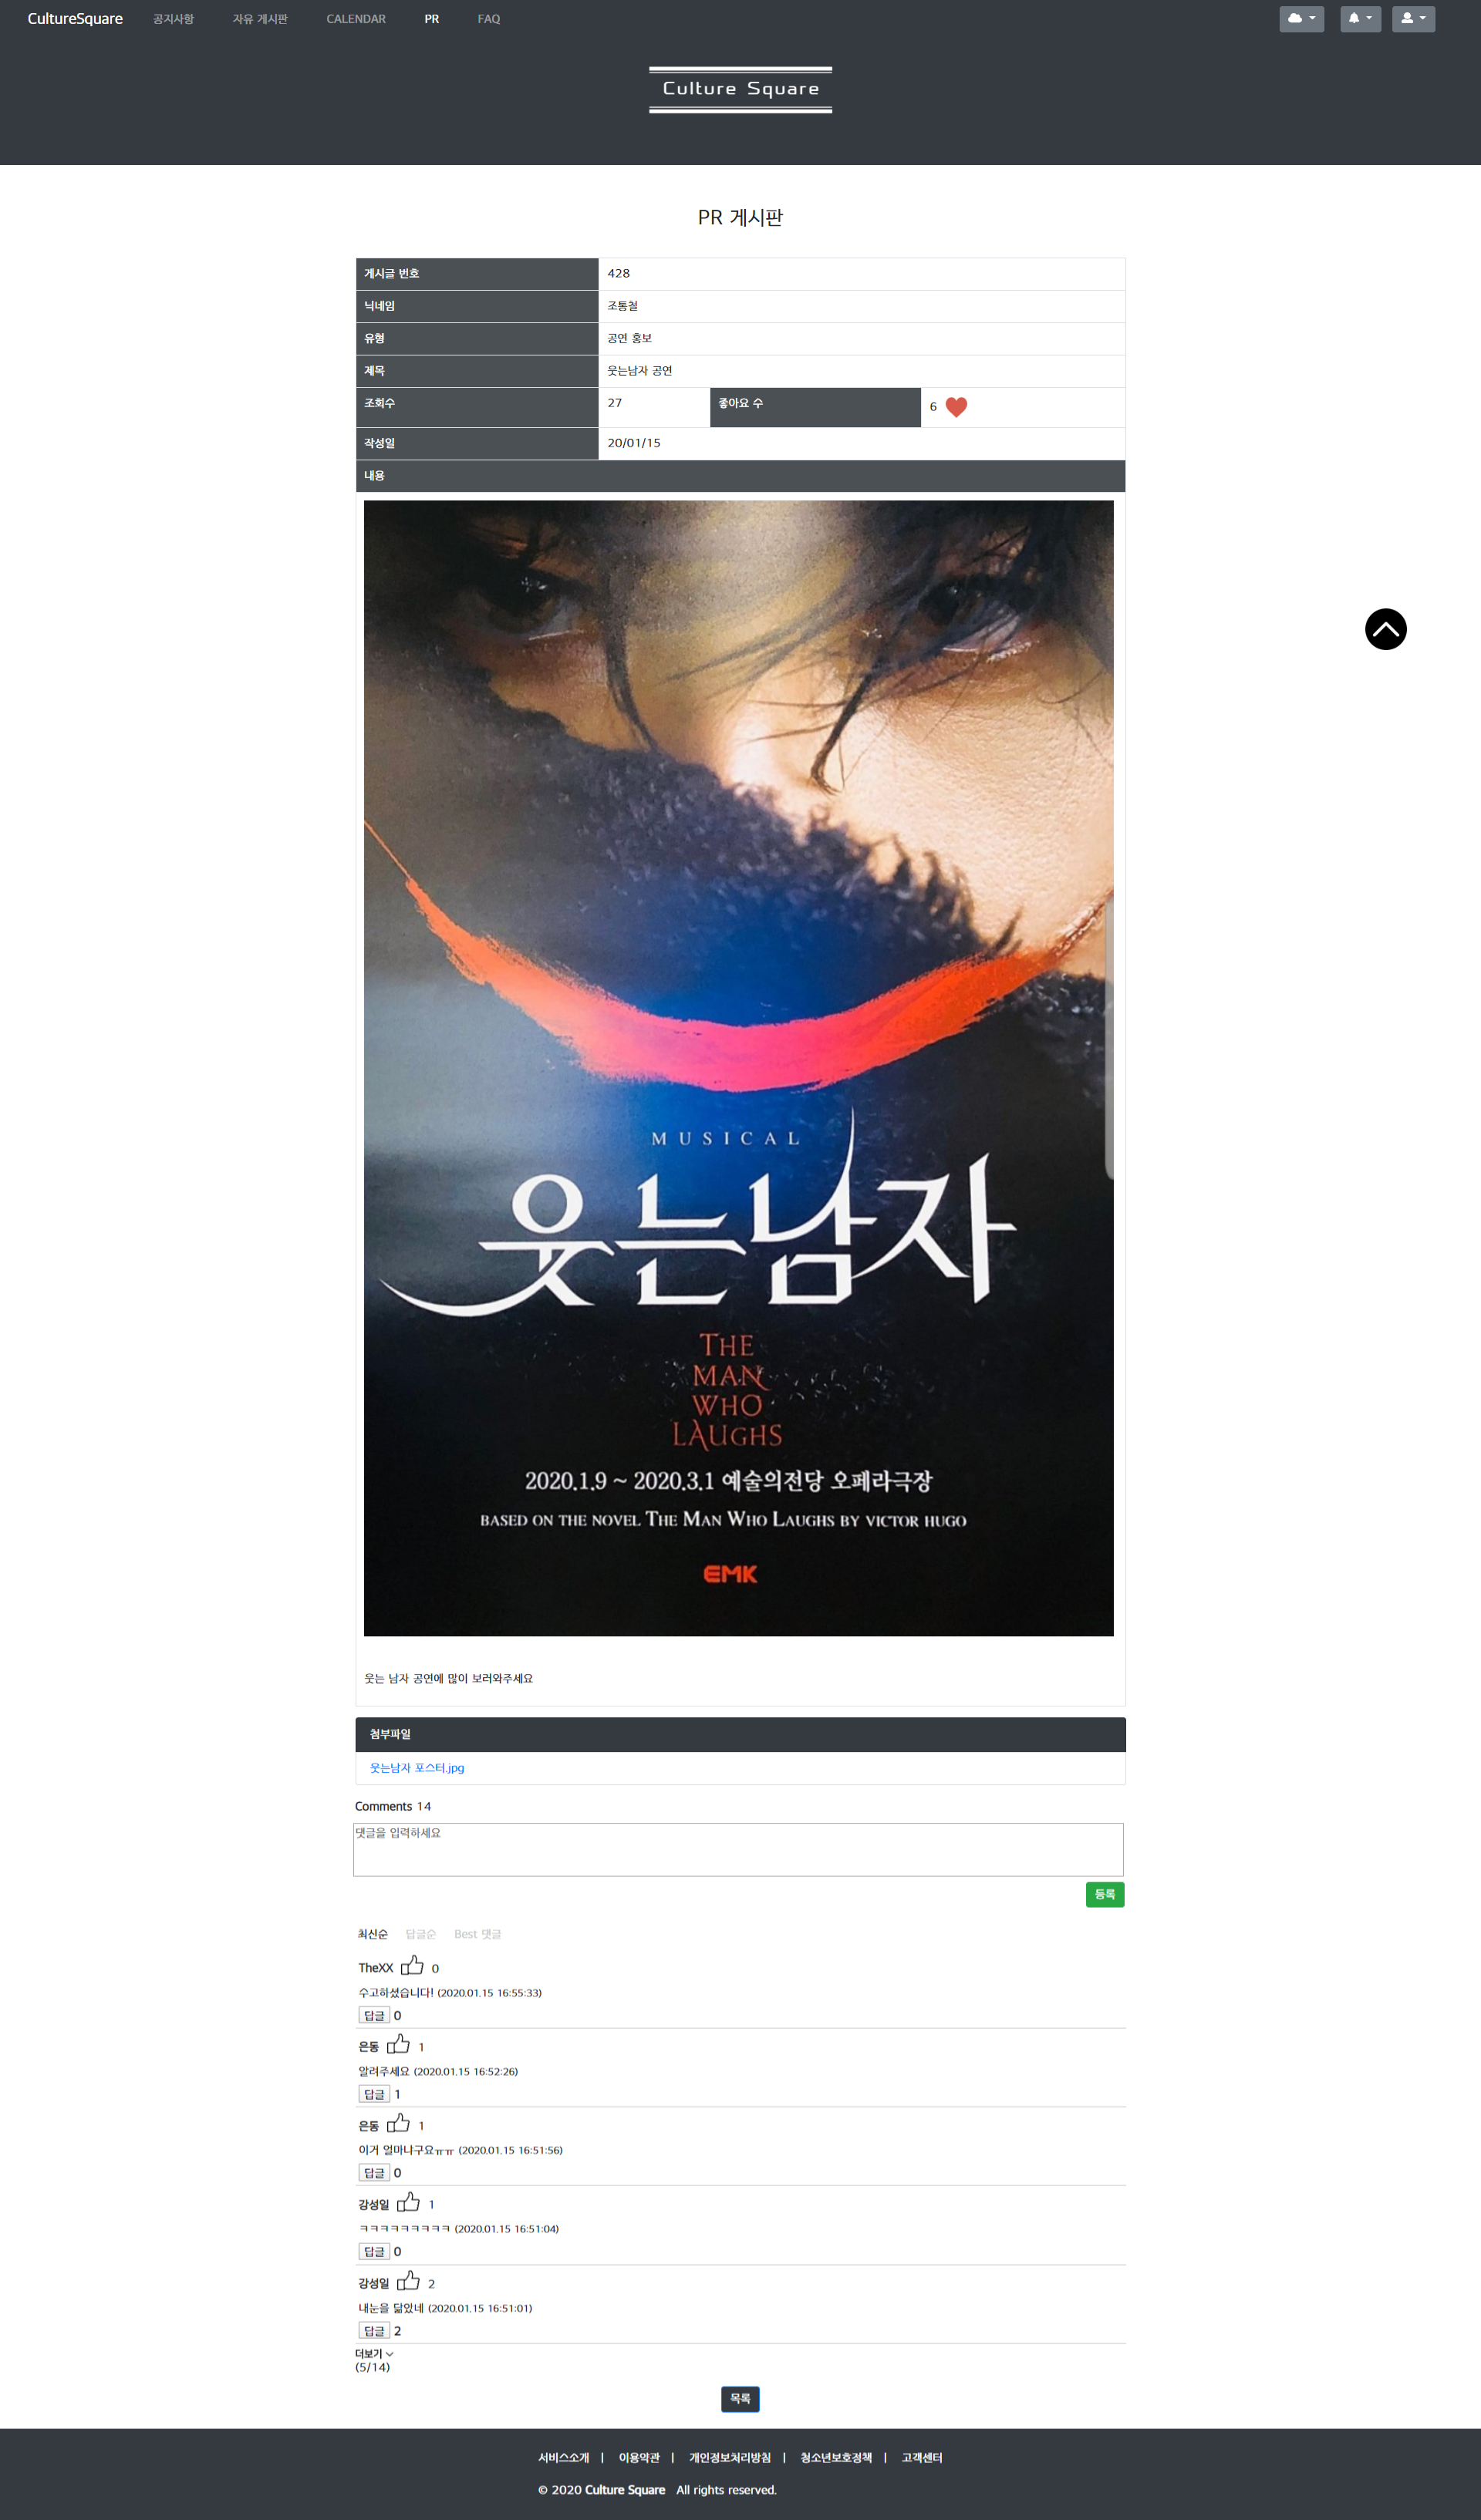 CultureSquare 공지사항 자유 게시판 CALENDAR PR FAQ
Culture Square
PR 게시판
게시글 번호 428
닉네임 조통철
유형 공연 홍보
제목 웃는남자 공연
조회수 27 좋아요 수 6
작성일 20/01/15
내용
MUSICAL
웃는남자
THE
MAN
WHO
LAUGHS
2020.1.9 ~ 2020.3.1 예술의전당 오페라극장
BASED ON THE NOVEL THE MAN WHO LAUGHS BY VICTOR HUGO
EMK
웃는 남자 공연에 많이 보러와주세요
첨부파일
웃는남자 포스터.jpg
Comments 14
댓글을 입력하세요
등록
최신순 답글순 Best 댓글
TheXX 0
수고하셨습니다! (2020.01.15 16:55:33)
답글 0
은동 1
알려주세요 (2020.01.15 16:52:26)
답글 1
은동 1
이거 얼마냐구요ㅠㅠ (2020.01.15 16:51:56)
답글 0
강성일 1
ㅋㅋㅋㅋㅋㅋㅋㅋㅋ (2020.01.15 16:51:04)
답글 0
강성일 2
내눈을 닮았네 (2020.01.15 16:51:01)
답글 2
더보기
(5/14)
목록
서비스소개 | 이용약관 | 개인정보처리방침 | 청소년보호정책 | 고객센터
© 2020 Culture Square All rights reserved.